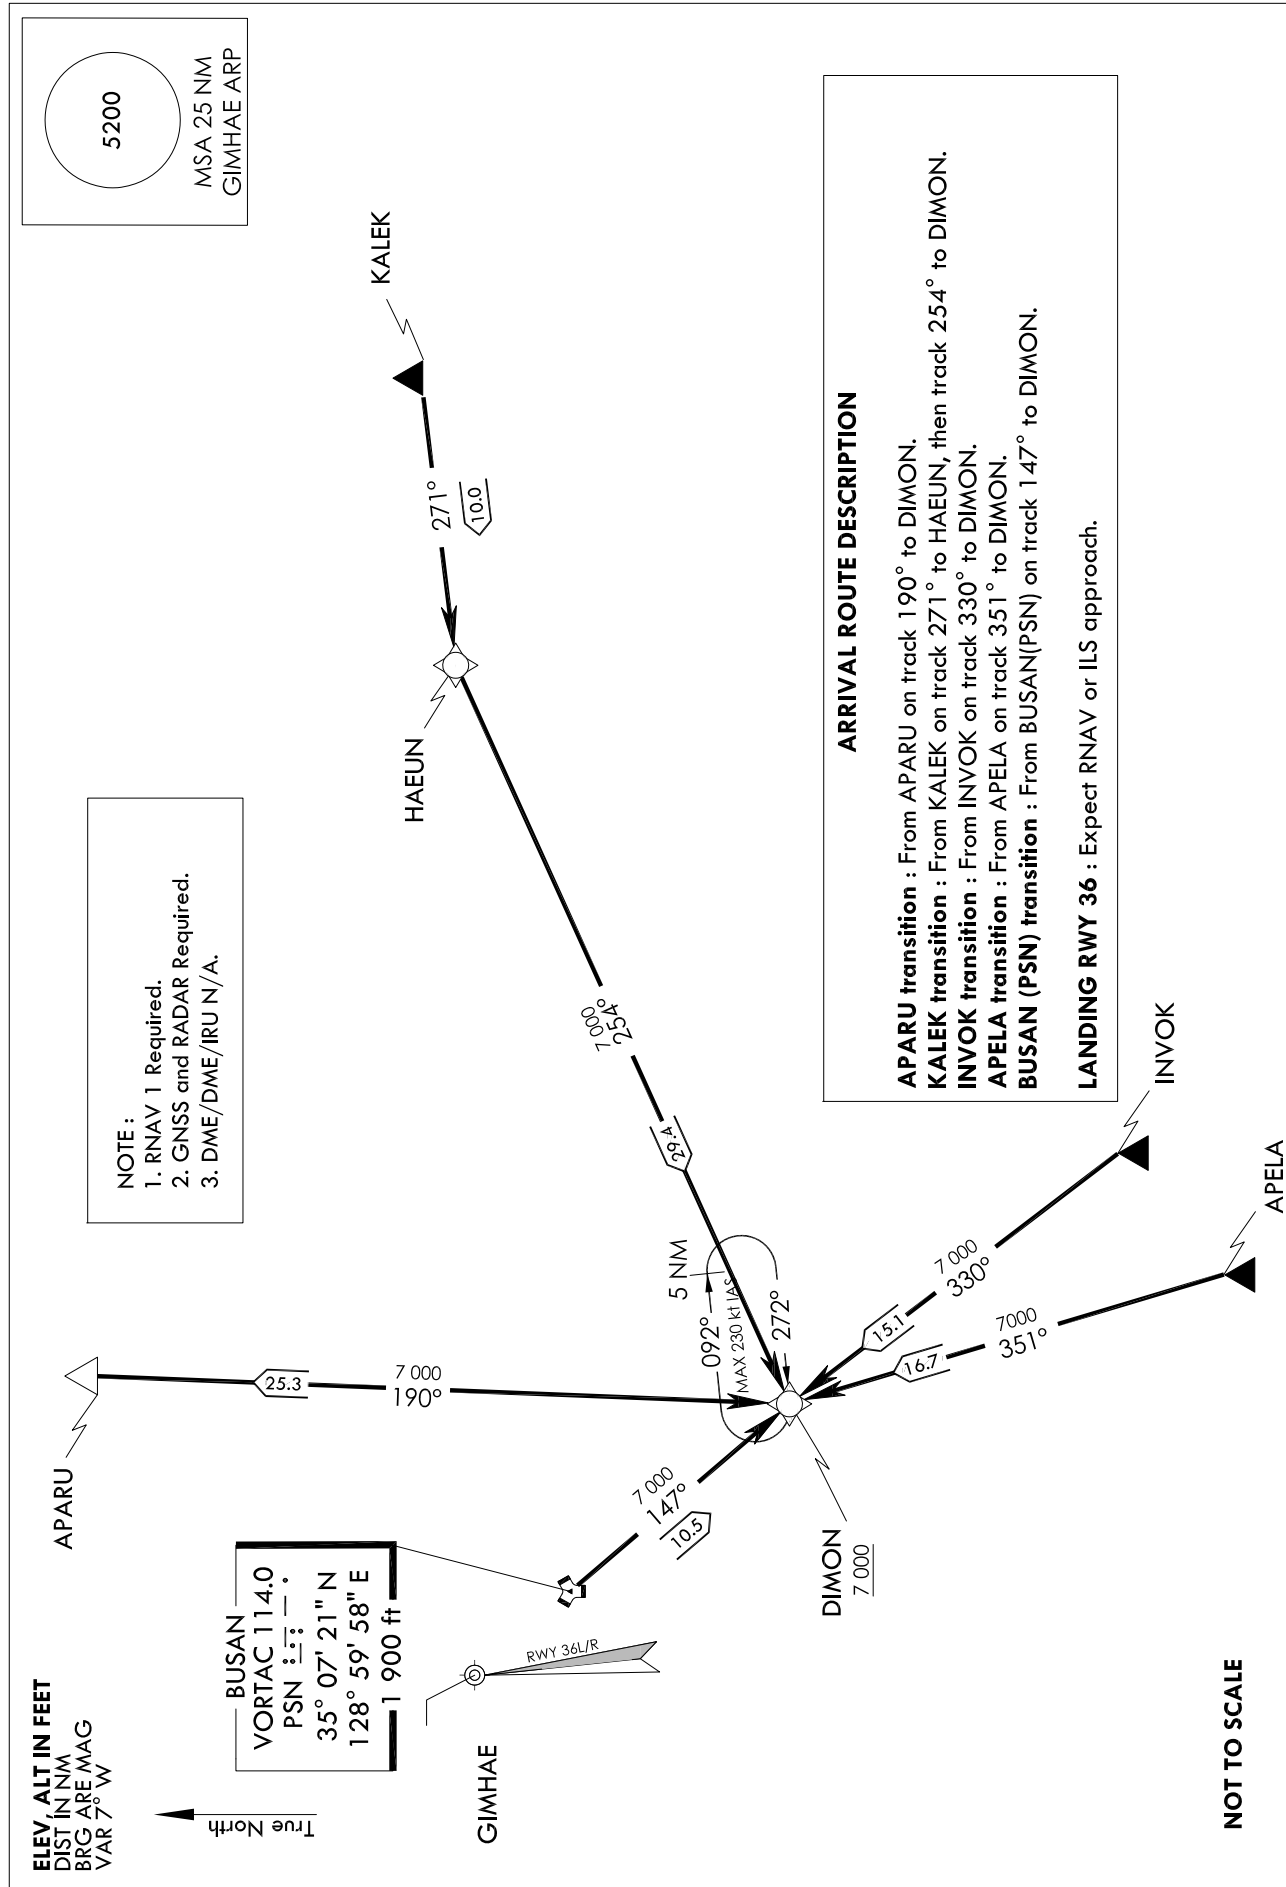 ELEV, ALT IN FEET
DIST IN NM
BRG ARE MAG
VAR 7° W
True North
BUSAN
VORTAC 114.0
PSN
35° 07' 21" N
128° 59' 58" E
1 900 ft
GIMHAE
RWY 36L/R
APARU
25.3
7 000
190°
NOTE :
1. RNAV 1 Required.
2. GNSS and RADAR Required.
3. DME/DME/IRU N/A.
5200
MSA 25 NM
GIMHAE ARP
KALEK
271°
10.0
HAEUN
7 000
254°
29.4
5 NM
092°
MAX 230 kt IAS
272°
7 000
147°
10.5
DIMON
7 000
7 000
330°
15.1
INVOK
7000
351°
16.7
APELA
ARRIVAL ROUTE DESCRIPTION
APARU transition : From APARU on track 190° to DIMON.
KALEK transition : From KALEK on track 271° to HAEUN, then track 254° to DIMON.
INVOK transition : From INVOK on track 330° to DIMON.
APELA transition : From APELA on track 351° to DIMON.
BUSAN (PSN) transition : From BUSAN(PSN) on track 147° to DIMON.
LANDING RWY 36 : Expect RNAV or ILS approach.
NOT TO SCALE